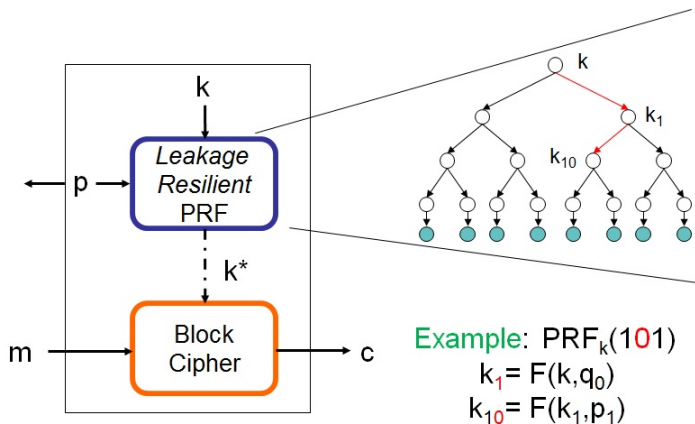 k
Leakage
Resilient
PRF
p
k*
m
Block
Cipher
c
k
k₁
k₁₀
Example: PRFₖ(101)
k₁= F(k,q₀)
k₁₀= F(k₁,p₁)